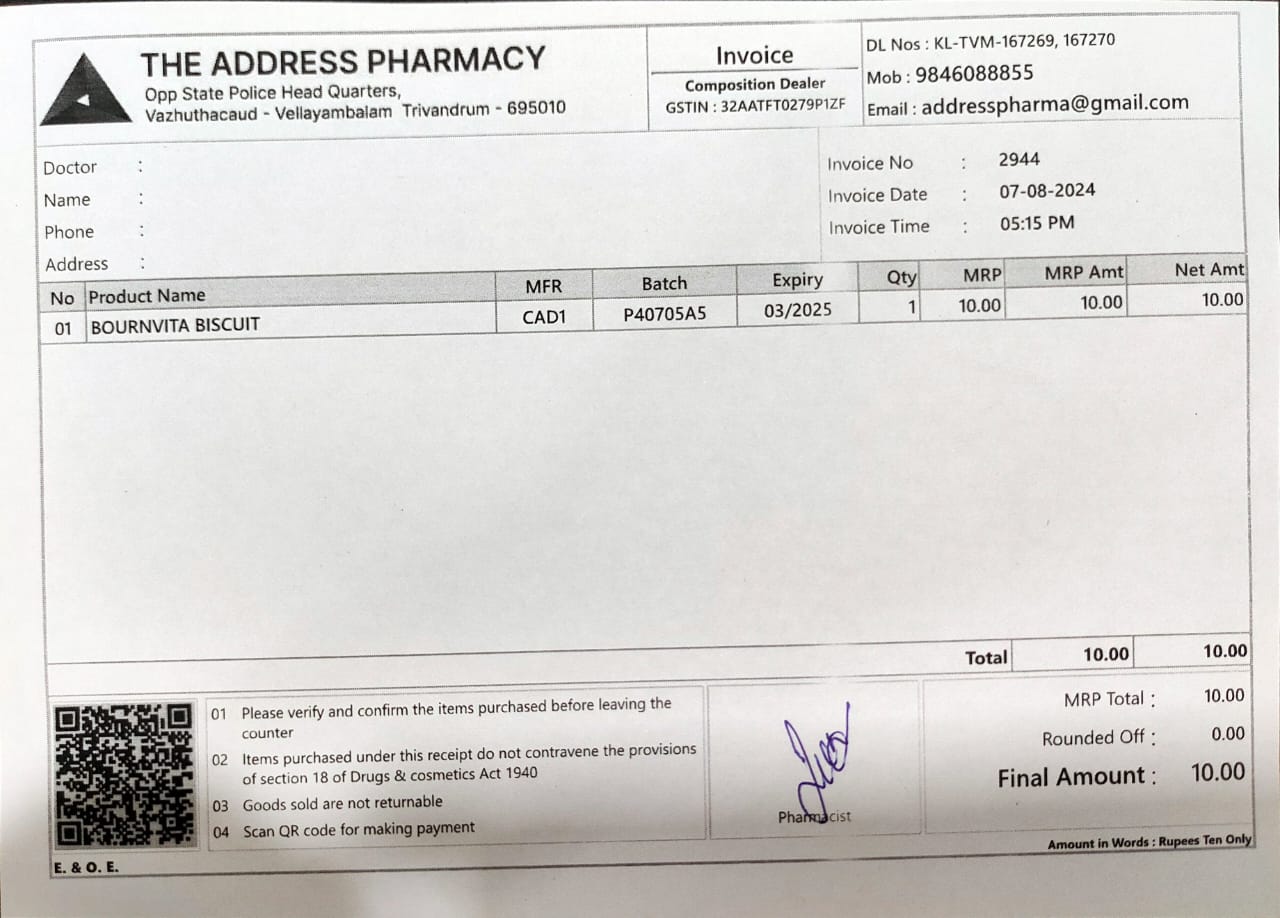 THE ADDRESS PHARMACY
Opp State Police Head Quarters,
Vazhuthacaud - Vellayambalam Trivandrum - 695010
Invoice
Composition Dealer
GSTIN : 32AATFT0279P1ZF
DL Nos : KL-TVM-167269, 167270
Mob : 9846088855
Email : addresspharma@gmail.com
Doctor :
Name :
Phone :
Address :
Invoice No : 2944
Invoice Date : 07-08-2024
Invoice Time : 05:15 PM
No Product Name MFR Batch Expiry Qty MRP MRP Amt Net Amt
01 BOURNVITA BISCUIT CAD1 P40705A5 03/2025 1 10.00 10.00 10.00
Total 10.00 10.00
01 Please verify and confirm the items purchased before leaving the
counter
02 Items purchased under this receipt do not contravene the provisions
of section 18 of Drugs & cosmetics Act 1940
03 Goods sold are not returnable
04 Scan QR code for making payment
Pharmacist
MRP Total : 10.00
Rounded Off : 0.00
Final Amount : 10.00
Amount in Words : Rupees Ten Only
E. & O. E.